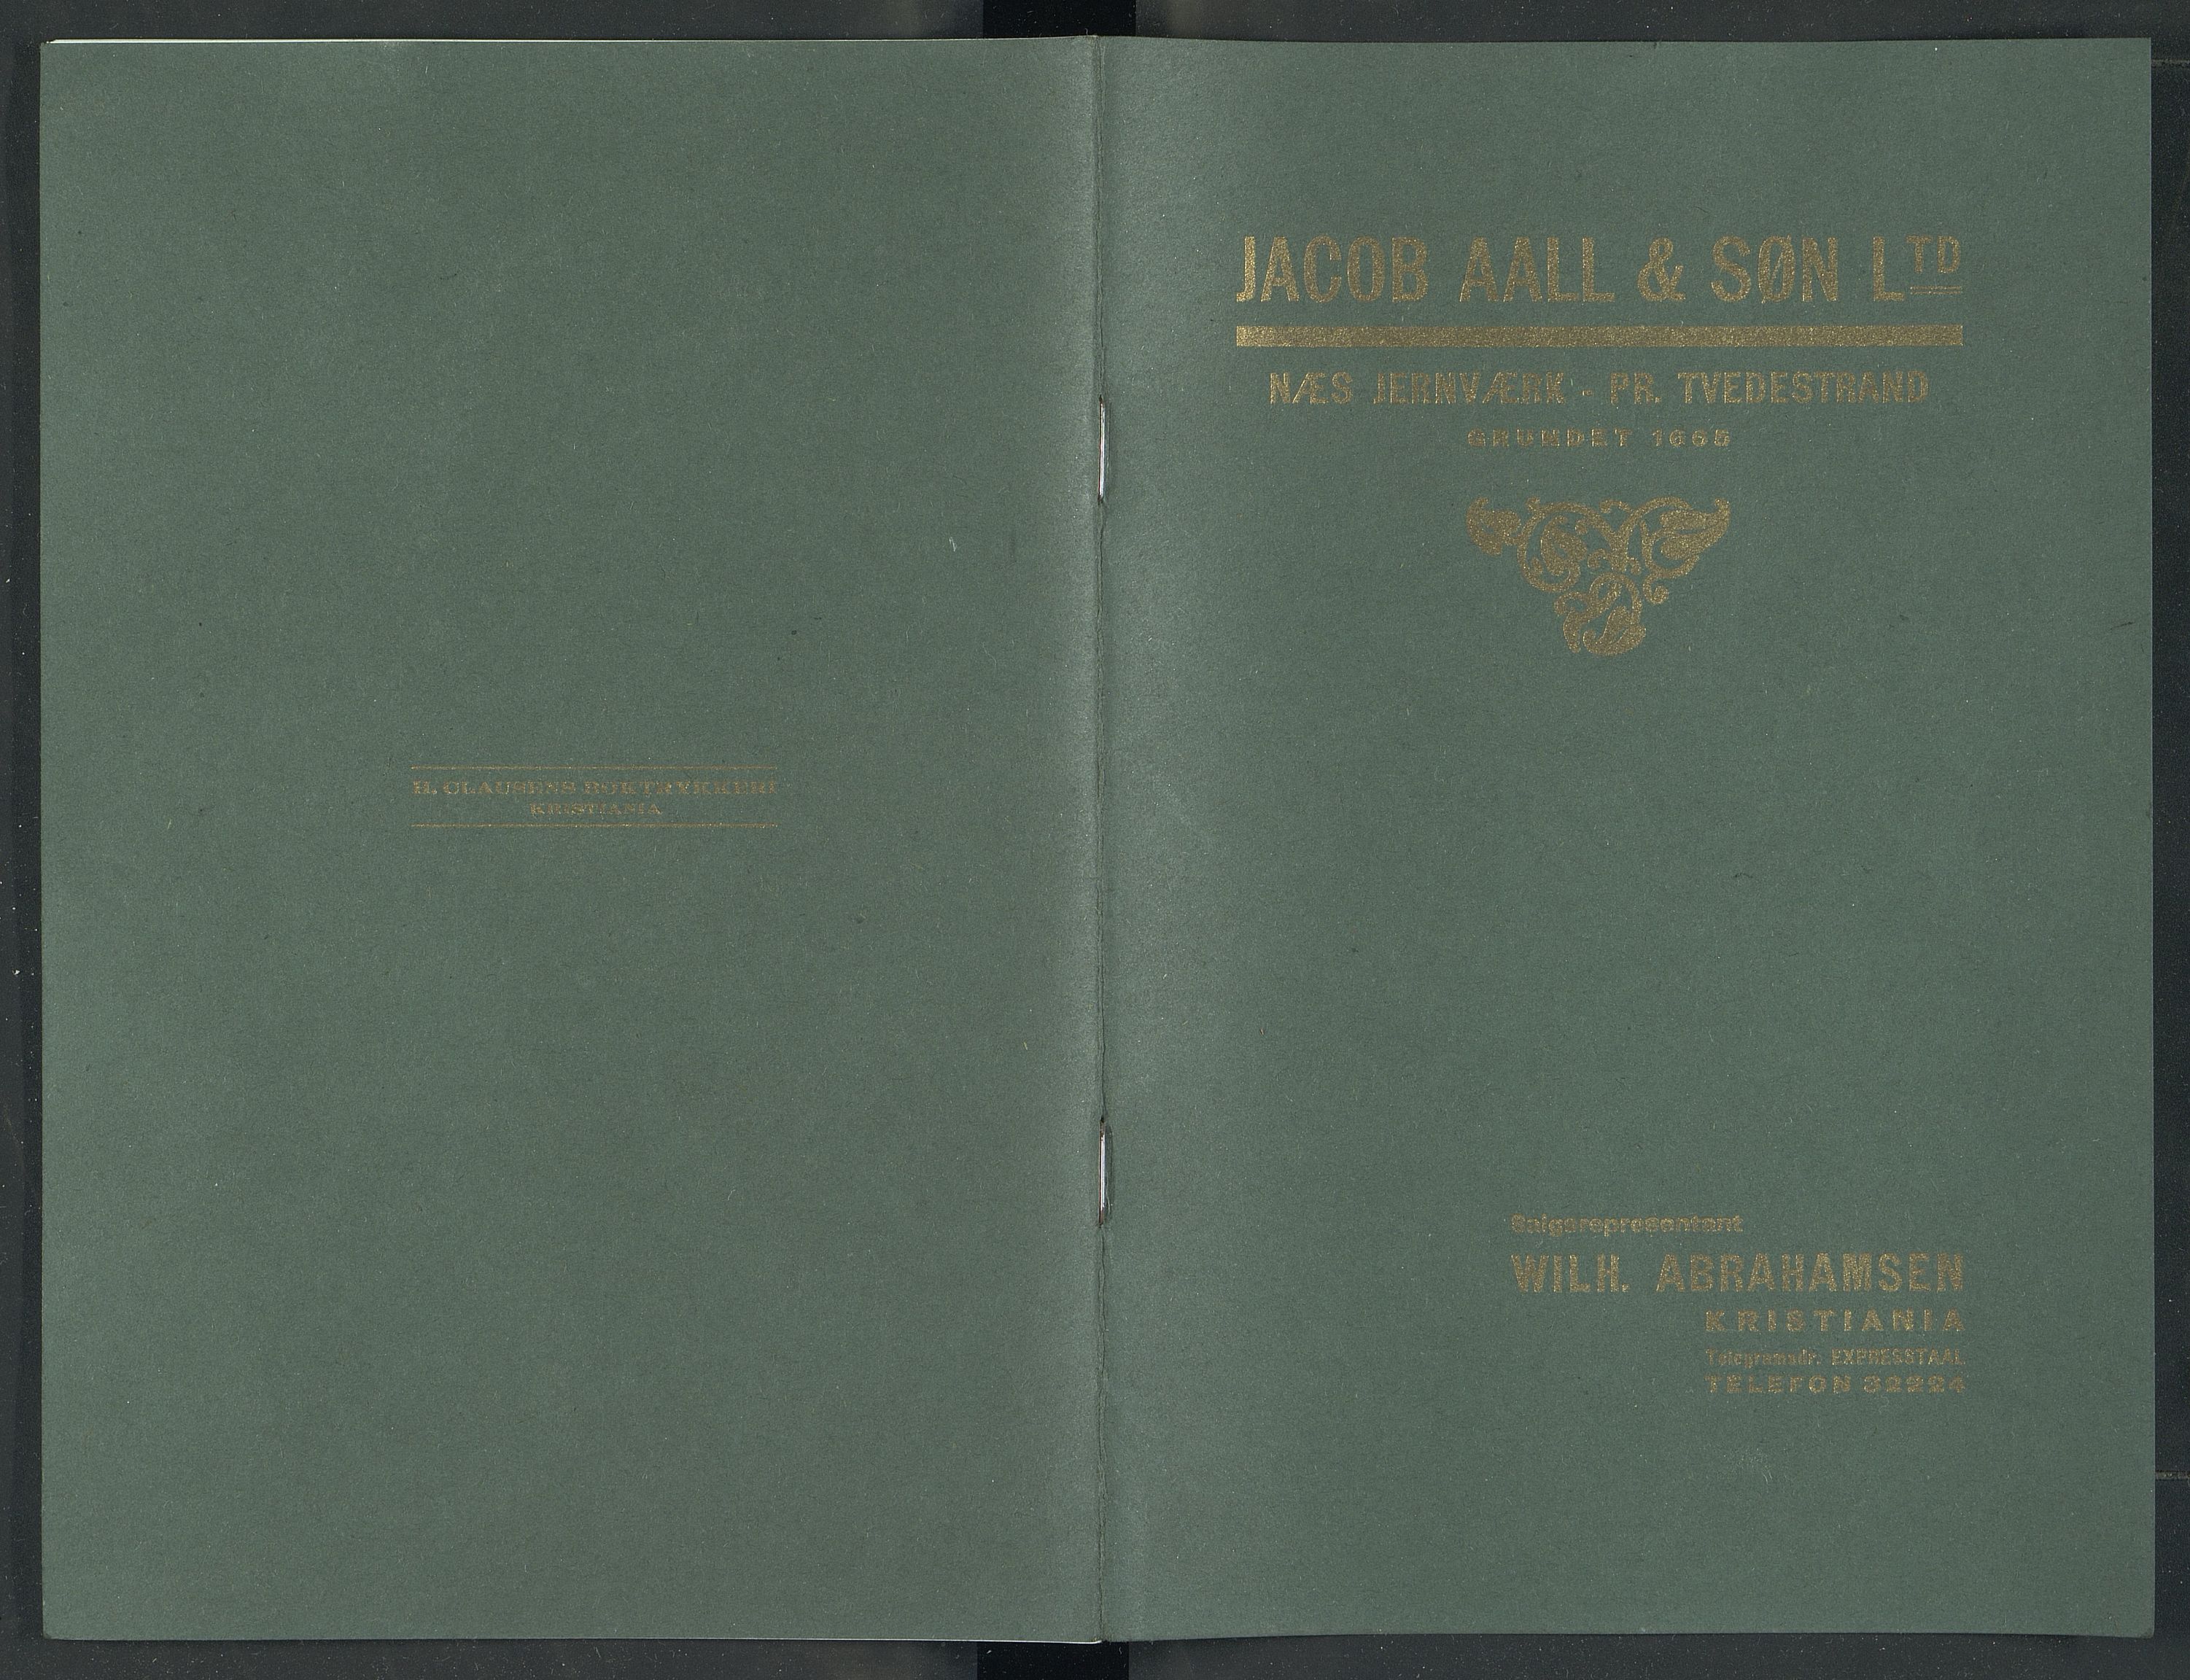 H. CLAUSENS BOKTRYKKERI
KRISTIANIA
JACOB AALL & SØN LTD
NÆS JERNVÆRK - PR. TVEDESTRAND
GRUNDET 1665
Salgsrepresentant
WILH. ABRAHAMSEN
KRISTIANIA
Telegramadr. EXPRESSTAAL
TELEFON 32224